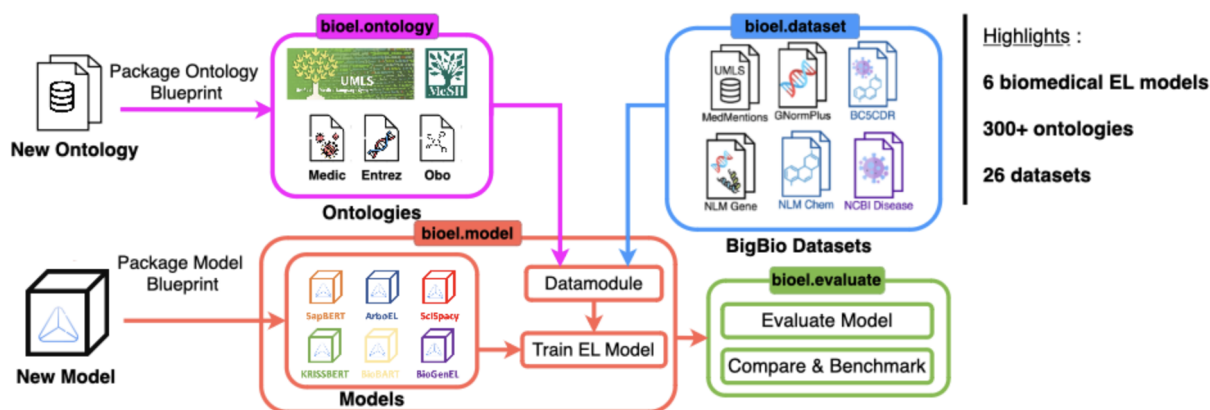 bioel.ontology
Package Ontology
Blueprint
New Ontology
UMLS
MeSH
Medic
Entrez
Obo
Ontologies
bioel.dataset
UMLS
MedMentions
GNormPlus
BC5CDR
NLM Gene
NLM Chem
NCBI Disease
BigBio Datasets
Highlights :
6 biomedical EL models
300+ ontologies
26 datasets
bioel.model
Package Model
Blueprint
New Model
SapBERT
ArboEL
SciSpacy
KRISSBERT
BioBART
BioGenEL
Models
Datamodule
Train EL Model
bioel.evaluate
Evaluate Model
Compare & Benchmark